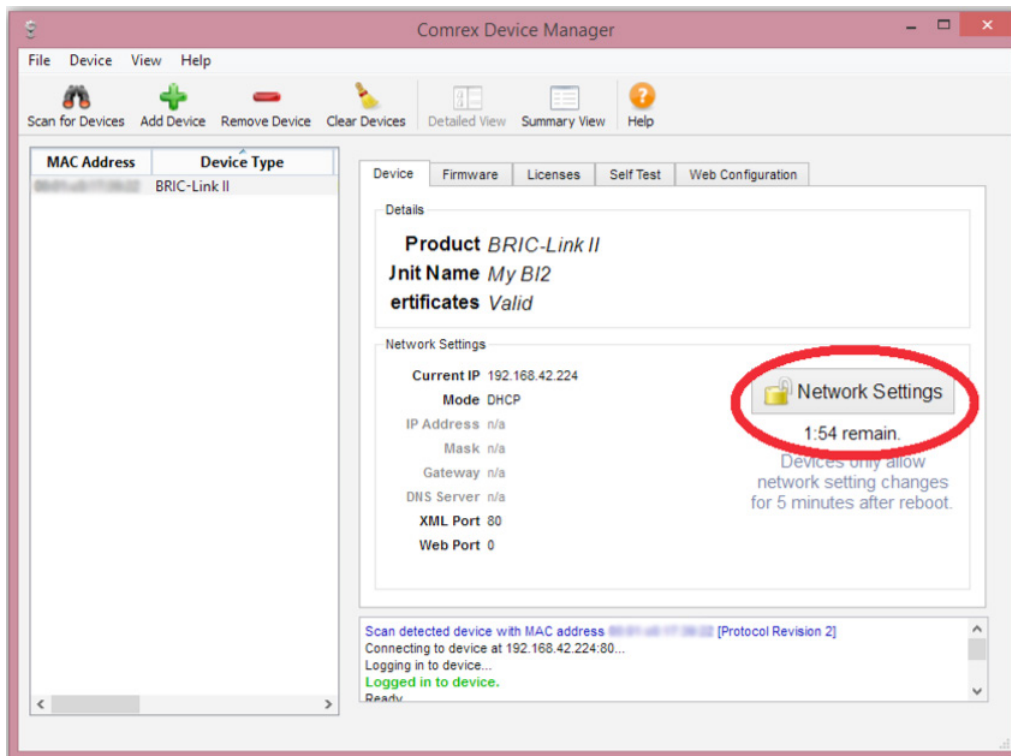 Comrex Device Manager
File Device View Help
Scan for Devices Add Device Remove Device Clear Devices Detailed View Summary View Help
MAC Address Device Type
BRIC-Link II
Device Firmware Licenses Self Test Web Configuration
Details
Product BRIC-Link II
Jnit Name My BI2
ertificates Valid
Network Settings
Current IP 192.168.42.224
Mode DHCP
IP Address n/a
Mask n/a
Gateway n/a
DNS Server n/a
XML Port 80
Web Port 0
Network Settings
1:54 remain.
Devices only allow
network setting changes
for 5 minutes after reboot.
Scan detected device with MAC address [Protocol Revision 2]
Connecting to device at 192.168.42.224:80...
Logging in to device...
Logged in to device.
Ready